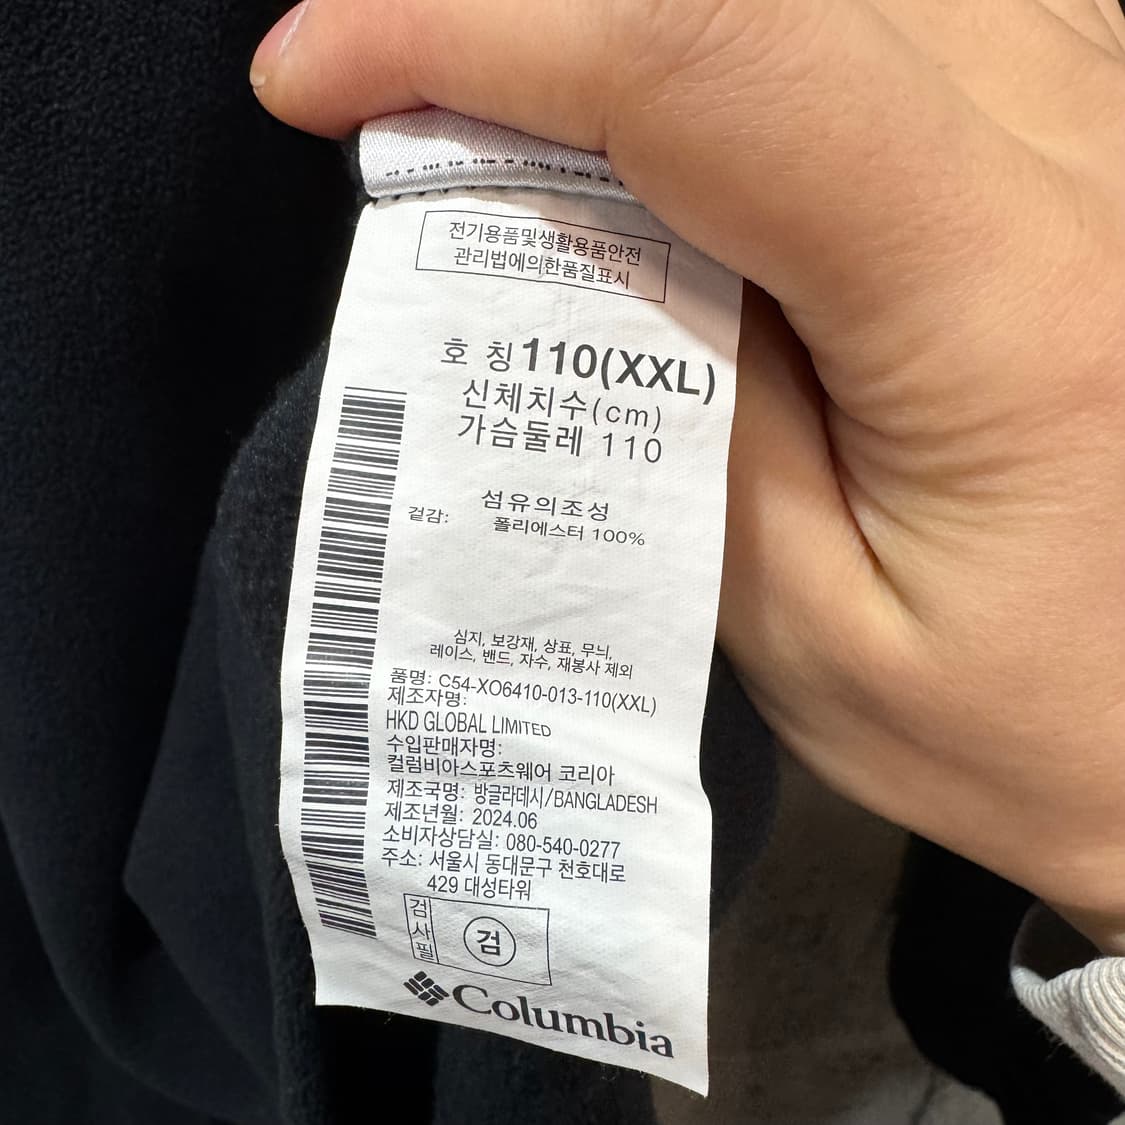 전기용품및생활용품안전
관리법에의한품질표시
호 칭 110(XXL)
신체치수(cm)
가슴둘레 110
섬유의조성
겉감: 폴리에스터 100%
심지, 보강재, 상표, 무늬,
레이스, 밴드, 자수, 재봉사 제외
품명: C54-XO6410-013-110(XXL)
제조자명:
HKD GLOBAL LIMITED
수입판매자명:
컬럼비아스포츠웨어 코리아
제조국명: 방글라데시/BANGLADESH
제조년월: 2024.06
소비자상담실: 080-540-0277
주소: 서울시 동대문구 천호대로
429 대성타워
검사필
검
Columbia